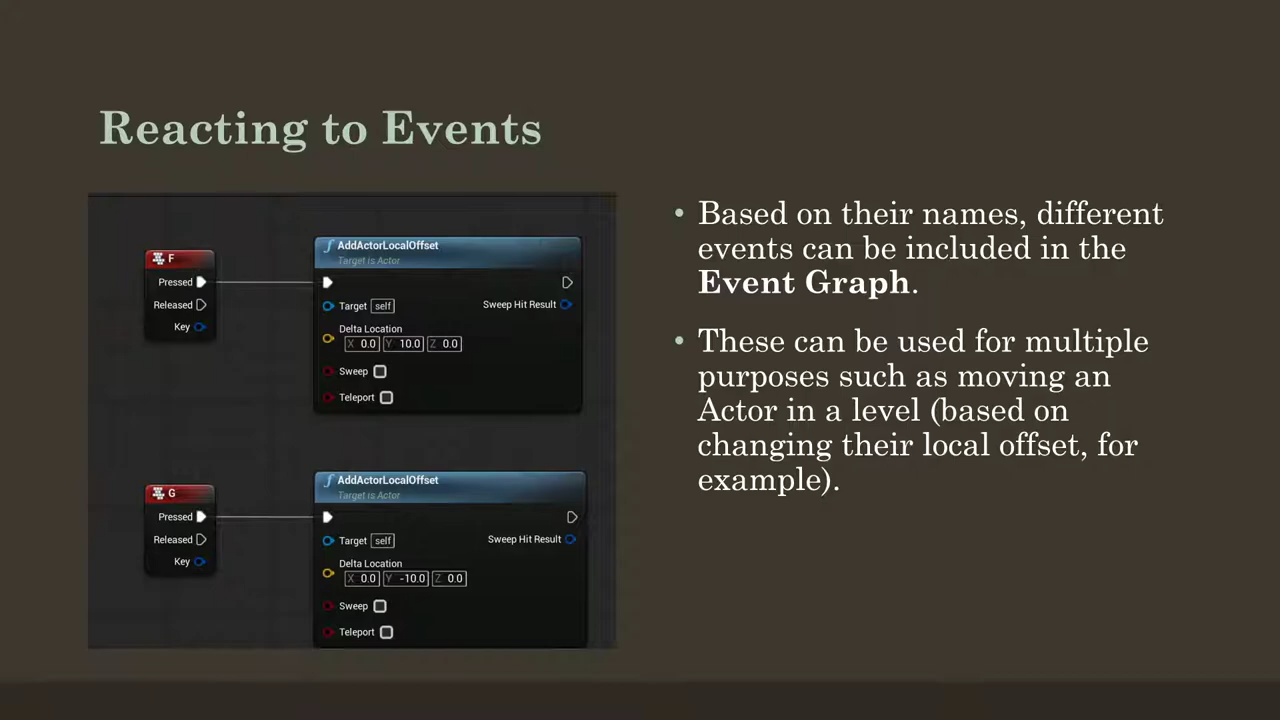 Reacting to Events
F
Pressed
Released
Key
AddActorLocalOffset
Target is Actor
Target self
Sweep Hit Result
Delta Location
X 0.0 Y 10.0 Z 0.0
Sweep
Teleport
G
Pressed
Released
Key
AddActorLocalOffset
Target is Actor
Target self
Sweep Hit Result
Delta Location
X 0.0 Y -10.0 Z 0.0
Sweep
Teleport
• Based on their names, different
events can be included in the
Event Graph.
• These can be used for multiple
purposes such as moving an
Actor in a level (based on
changing their local offset, for
example).